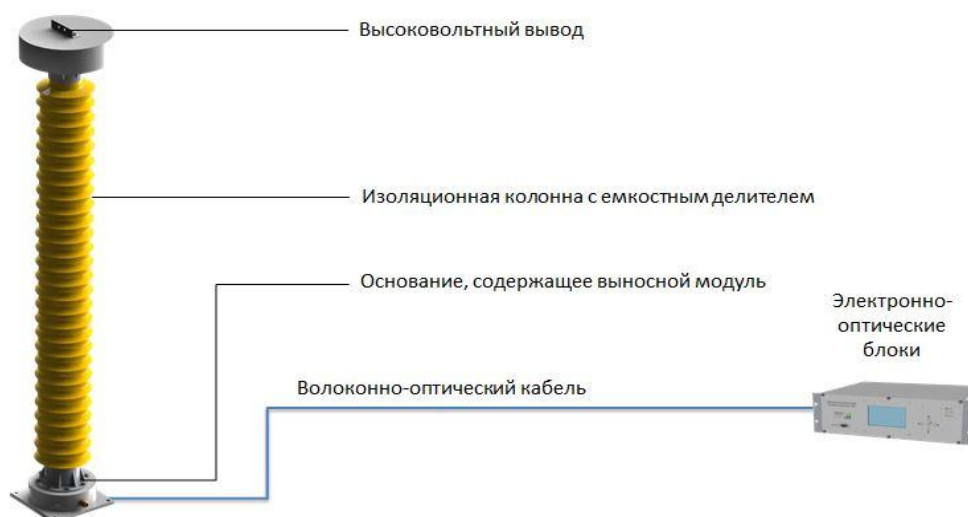 Высоковольтный вывод
Изоляционная колонна с емкостным делителем
Основание, содержащее выносной модуль
Электронно-
оптические
блоки
Волоконно-оптический кабель